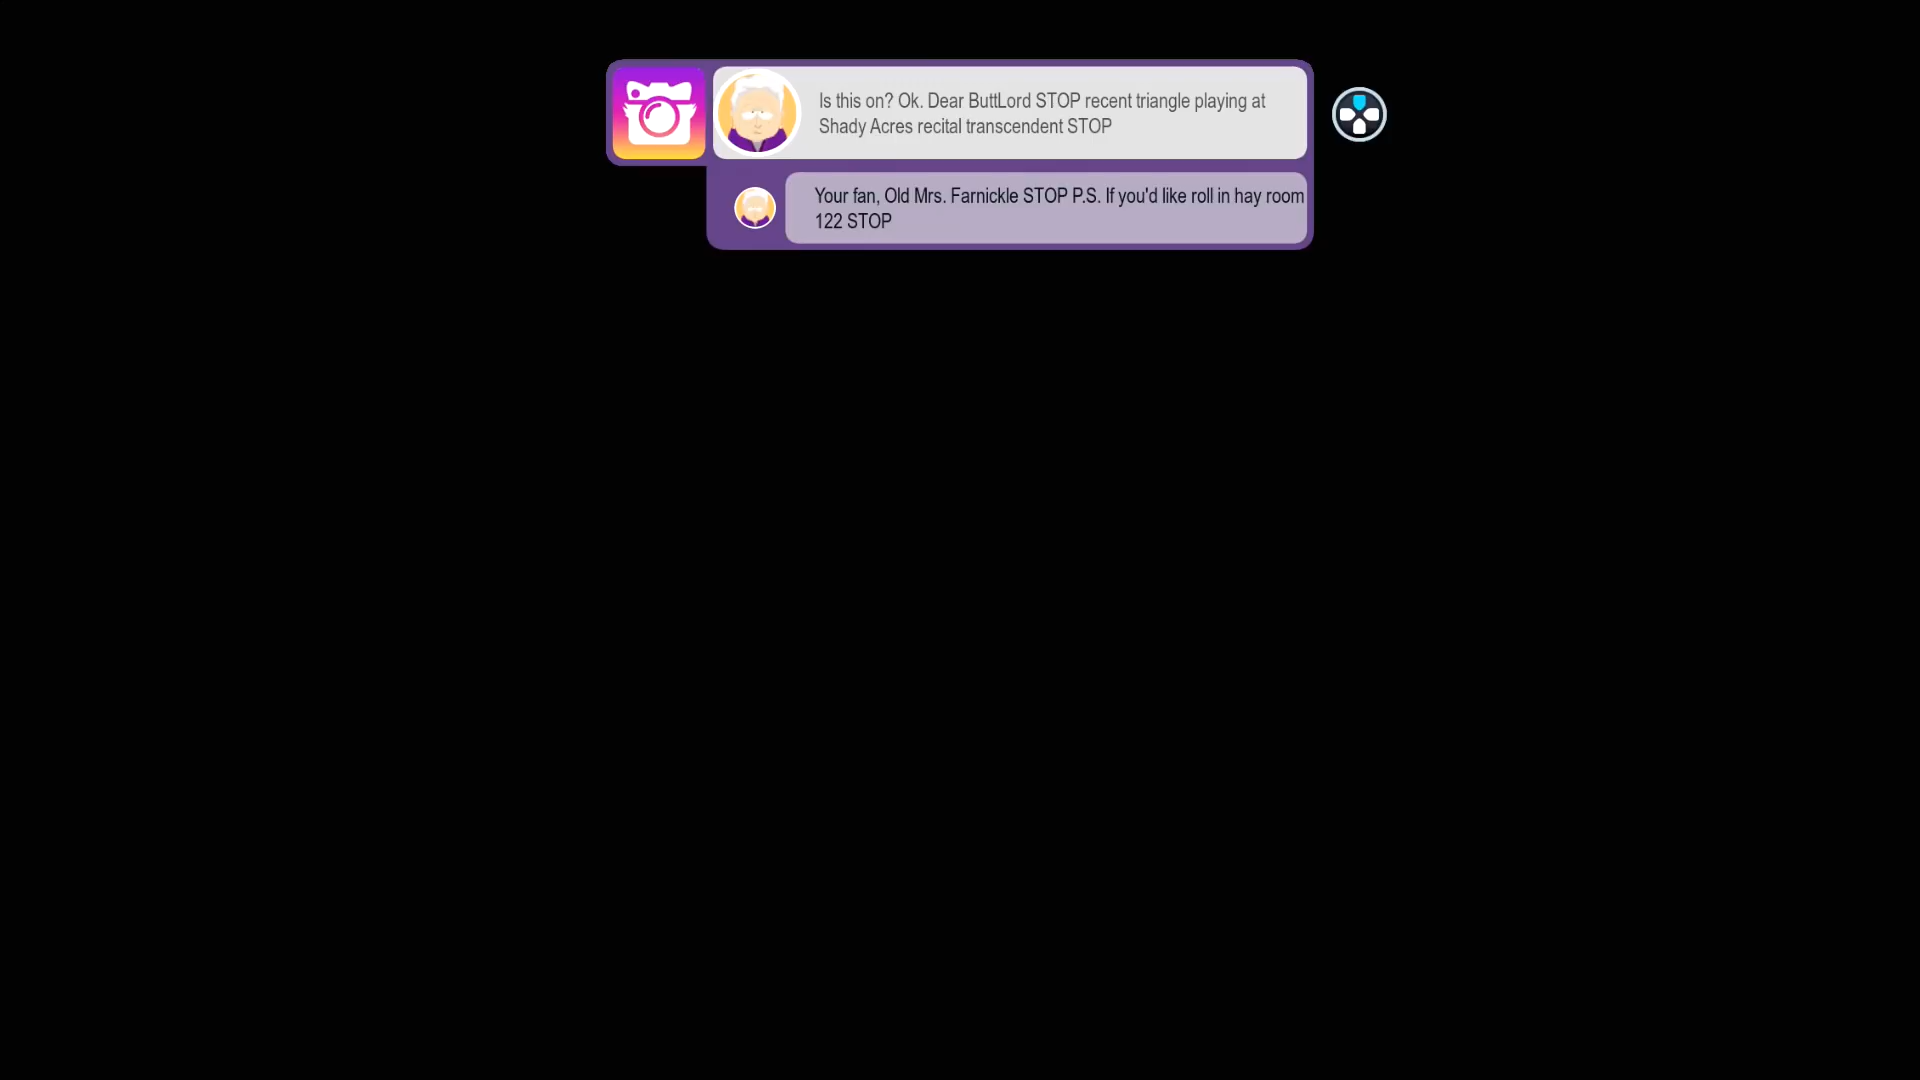 Is this on? Ok. Dear ButtLord STOP recent triangle playing at
Shady Acres recital transcendent STOP
Your fan, Old Mrs. Farnickle STOP P.S. If you'd like roll in hay room
122 STOP